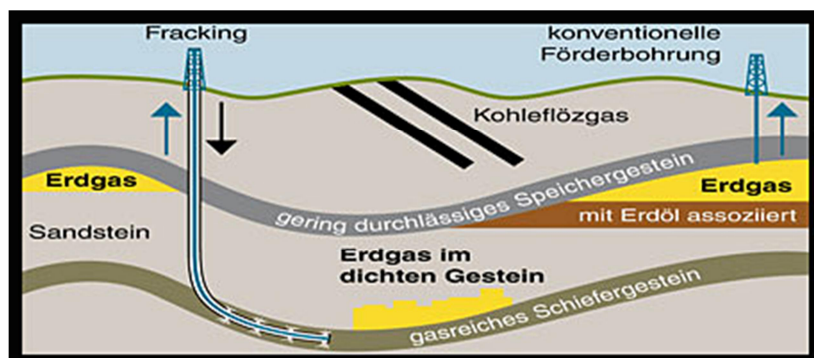 Fracking
konventionelle
Förderbohrung
Kohleflözgas
Erdgas
gering durchlässiges Speichergestein
Erdgas
mit Erdöl assoziiert
Sandstein
Erdgas im
dichten Gestein
gasreiches Schiefergestein